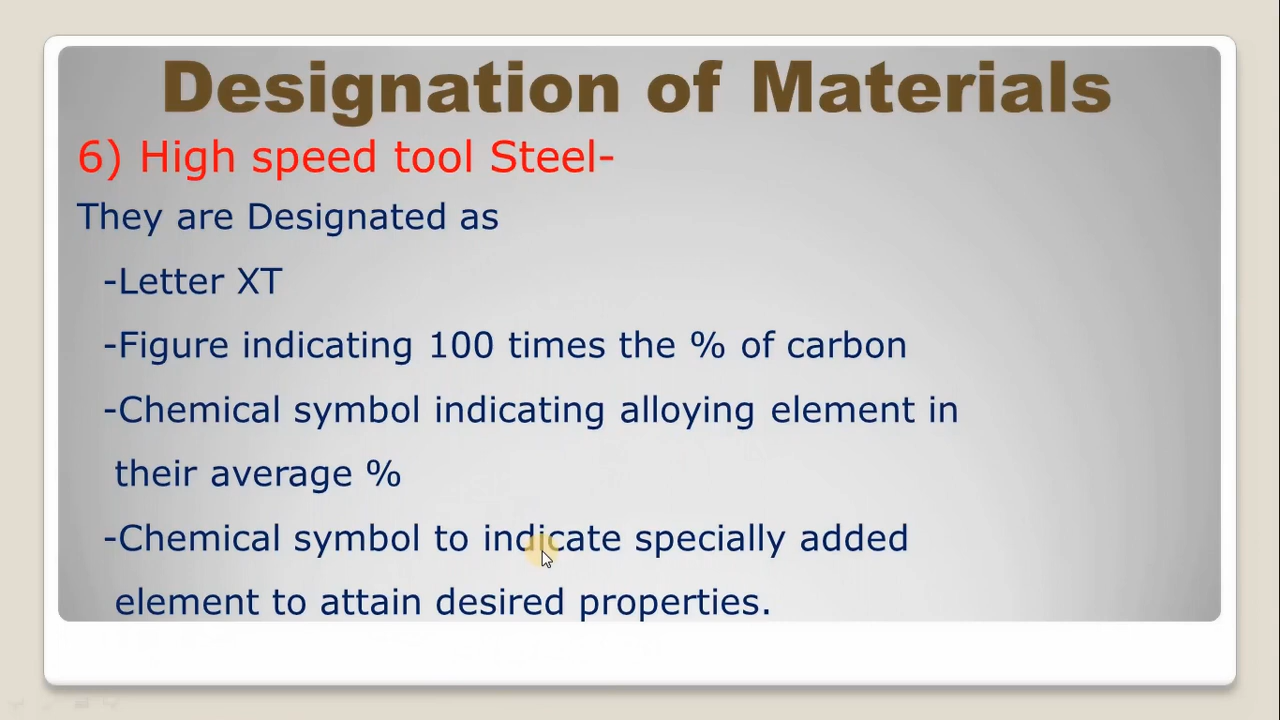 Designation of Materials
6) High speed tool Steel-
They are Designated as
-Letter XT
-Figure indicating 100 times the % of carbon
-Chemical symbol indicating alloying element in
their average %
-Chemical symbol to indicate specially added
element to attain desired properties.